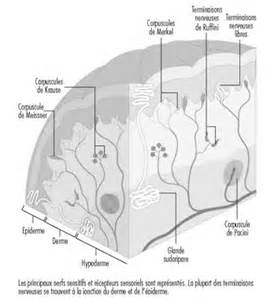 Corpuscules
de Merkel
Terminaisons
nerveuses
de Ruffini
Terminaisons
nerveuses
libres
Corpuscules
de Krause
Corpuscule
de Meissner
Epiderme
Derme
Hypoderme
Glande
sudoripare
Corpuscule
de Pacini
Les principaux nerfs sensitifs et récepteurs sensoriels sont représentés. La plupart des terminaisons
nerveuses se trouvent à la jonction du derme et de l'épiderme.